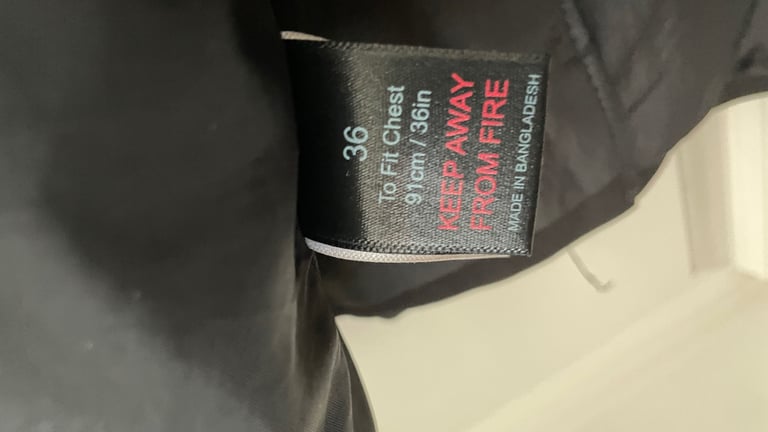 36
To Fit Chest
91cm / 36in
KEEP AWAY
FROM FIRE
MADE IN BANGLADESH